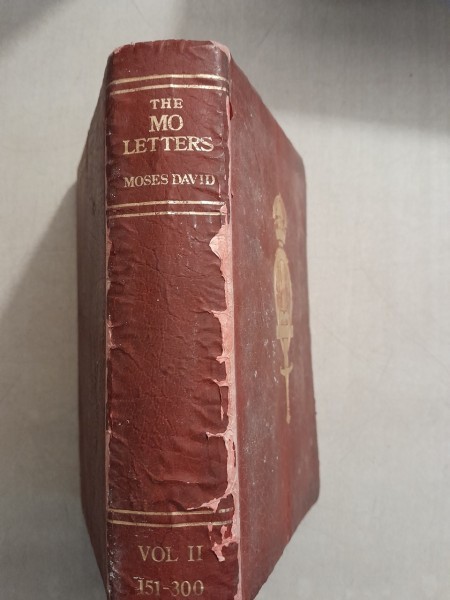 THE
MO
LETTERS
MOSES DAVID
VOL II
151-300